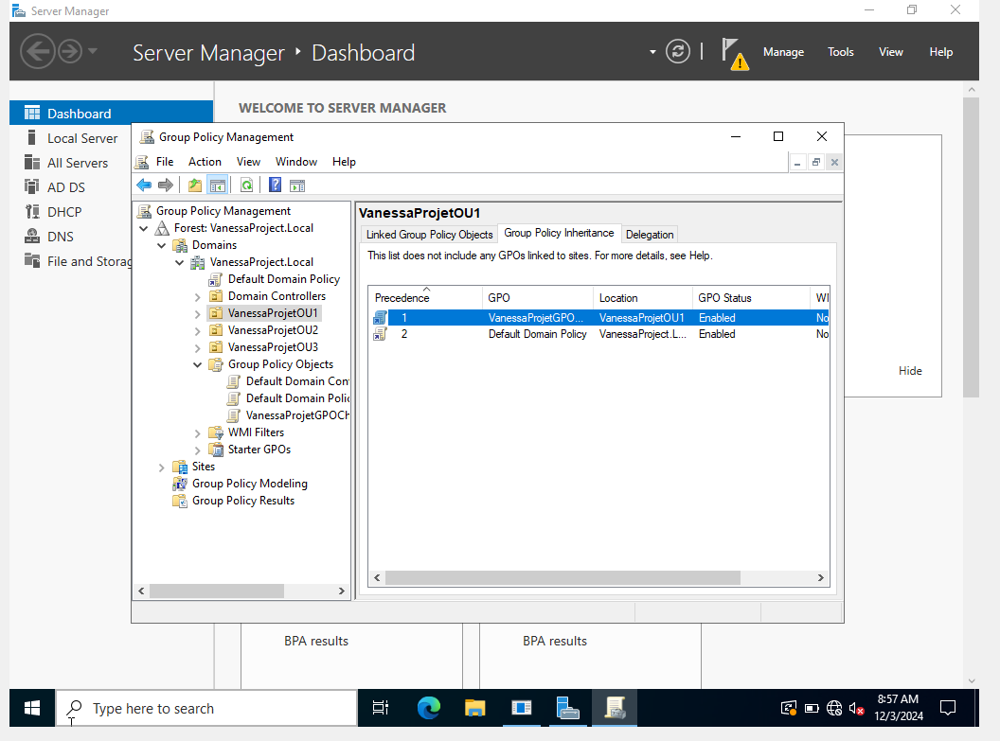 Server Manager
Server Manager ‣ Dashboard
Manage Tools View Help
Dashboard
Local Server
All Servers
AD DS
DHCP
DNS
File and Storag
WELCOME TO SERVER MANAGER
Group Policy Management
File Action View Window Help
Group Policy Management
Forest: VanessaProject.Local
Domains
VanessaProject.Local
Default Domain Policy
Domain Controllers
VanessaProjetOU1
VanessaProjetOU2
VanessaProjetOU3
Group Policy Objects
Default Domain Con
Default Domain Polic
VanessaProjetGPOCh
WMI Filters
Starter GPOs
Sites
Group Policy Modeling
Group Policy Results
VanessaProjetOU1
Linked Group Policy Objects Group Policy Inheritance Delegation
This list does not include any GPOs linked to sites. For more details, see Help.
Precedence GPO Location GPO Status WI
1 VanessaProjetGPO... VanessaProjetOU1 Enabled No
2 Default Domain Policy VanessaProject.L... Enabled No
Hide
BPA results BPA results
Type here to search
8:57 AM
12/3/2024